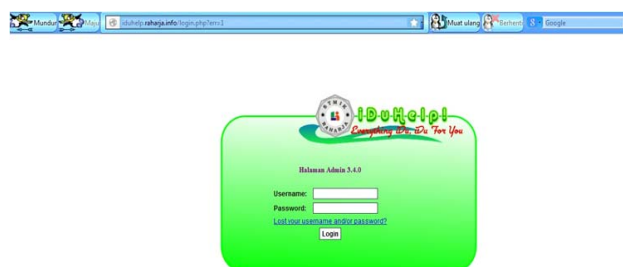 Mundur Maju iduhelp.raharja.info/login.php?err=1 Muat ulang Berhenti Google
RAHARJA
iDuHelp!
Everything iDu, iDu For You
Halaman Admin 3.4.0
Username:
Password:
Lost your username and/or password?
Login